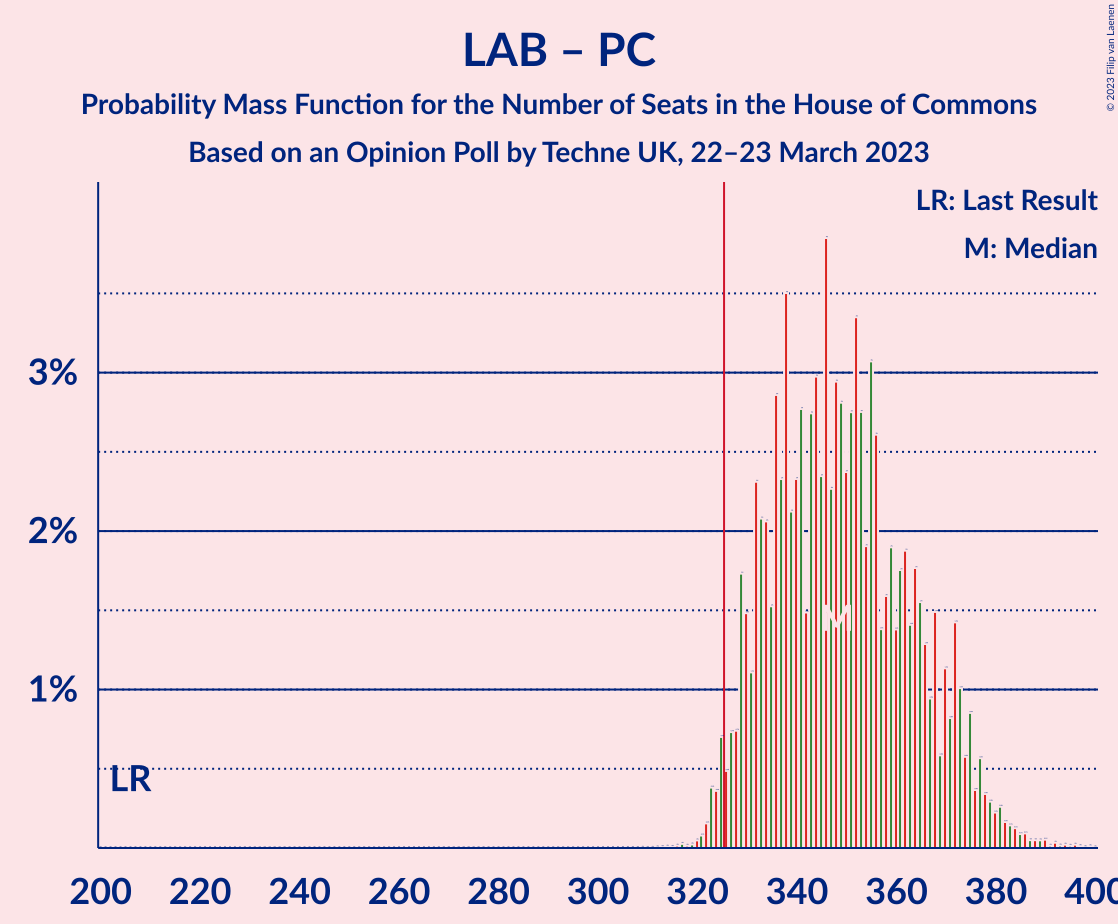 LAB – PC
Probability Mass Function for the Number of Seats in the House of Commons
Based on an Opinion Poll by Techne UK, 22–23 March 2023
© 2023 Filip van Laenen
LR: Last Result
M: Median
3%
2%
1%
LR
M
200 220 240 260 280 300 320 340 360 380 400